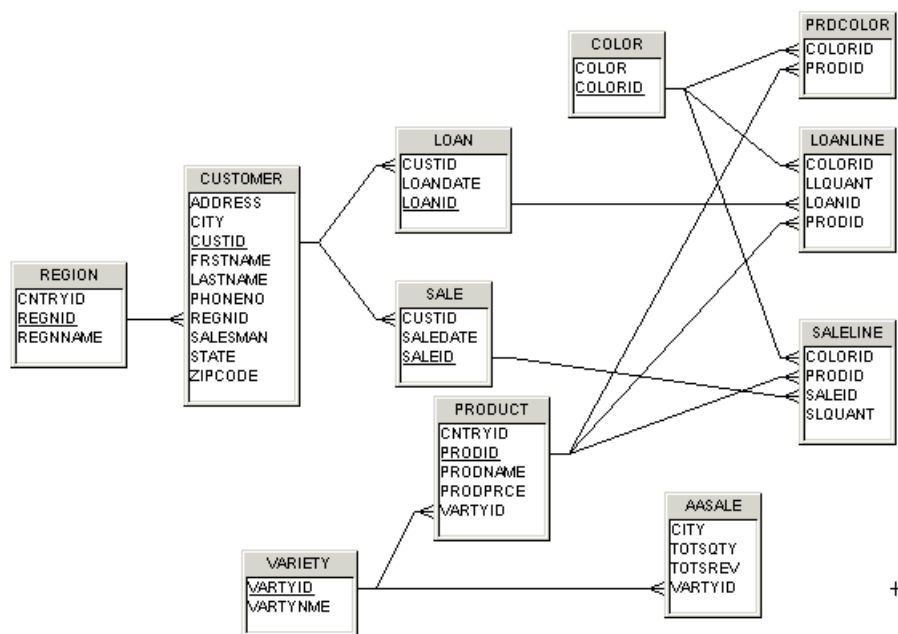 PRDCOLOR
COLORID
PRODID
COLOR
COLOR
COLORID
LOAN
CUSTID
LOANDATE
LOANID
LOANLINE
COLORID
LLQUANT
LOANID
PRODID
CUSTOMER
ADDRESS
CITY
CUSTID
FRSTNAME
LASTNAME
PHONENO
REGNID
SALESMAN
STATE
ZIPCODE
REGION
CNTRYID
REGNID
REGNNAME
SALE
CUSTID
SALEDATE
SALEID
SALELINE
COLORID
PRODID
SALEID
SLQUANT
PRODUCT
CNTRYID
PRODID
PRODNAME
PRODPRCE
VARTYID
AASALE
CITY
TOTSQTY
TOTSREV
VARTYID
VARIETY
VARTYID
VARTYNME